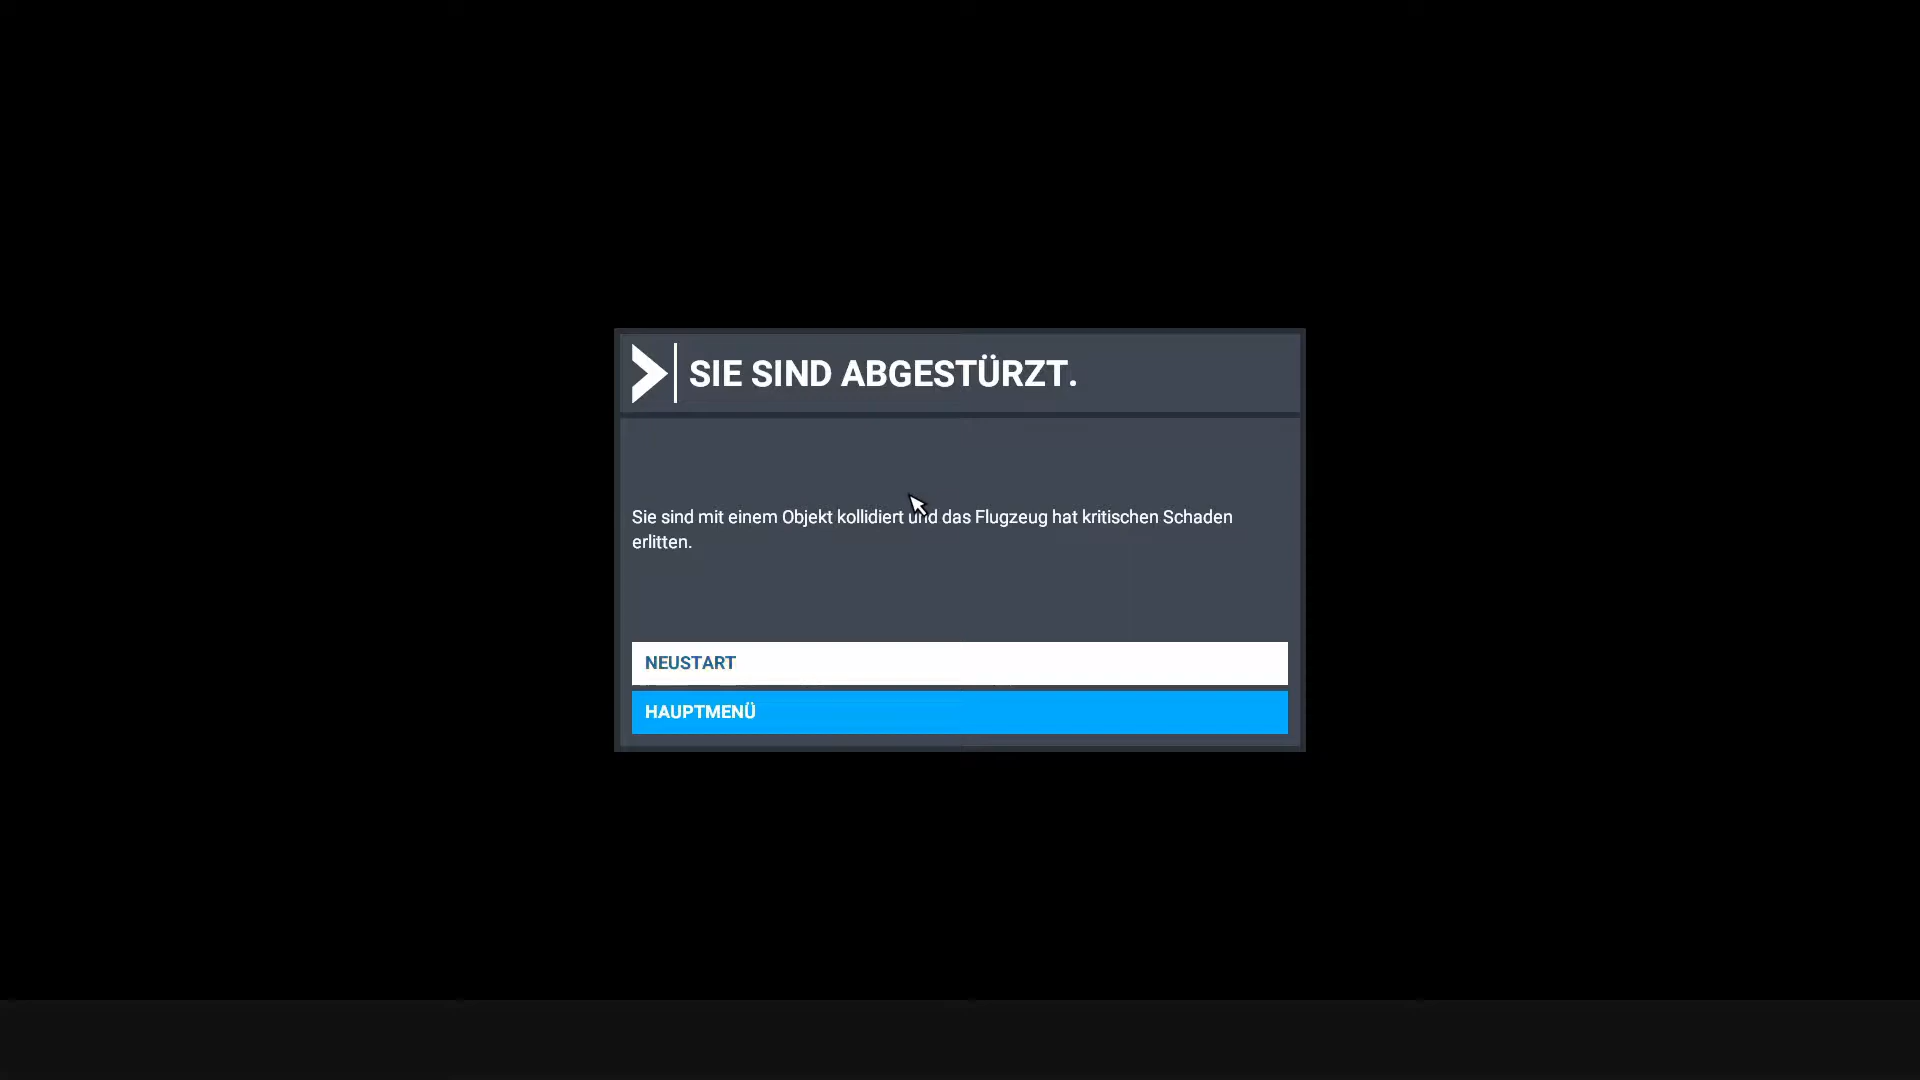 SIE SIND ABGESTÜRZT.
Sie sind mit einem Objekt kollidiert und das Flugzeug hat kritischen Schaden
erlitten.
NEUSTART
HAUPTMENÜ